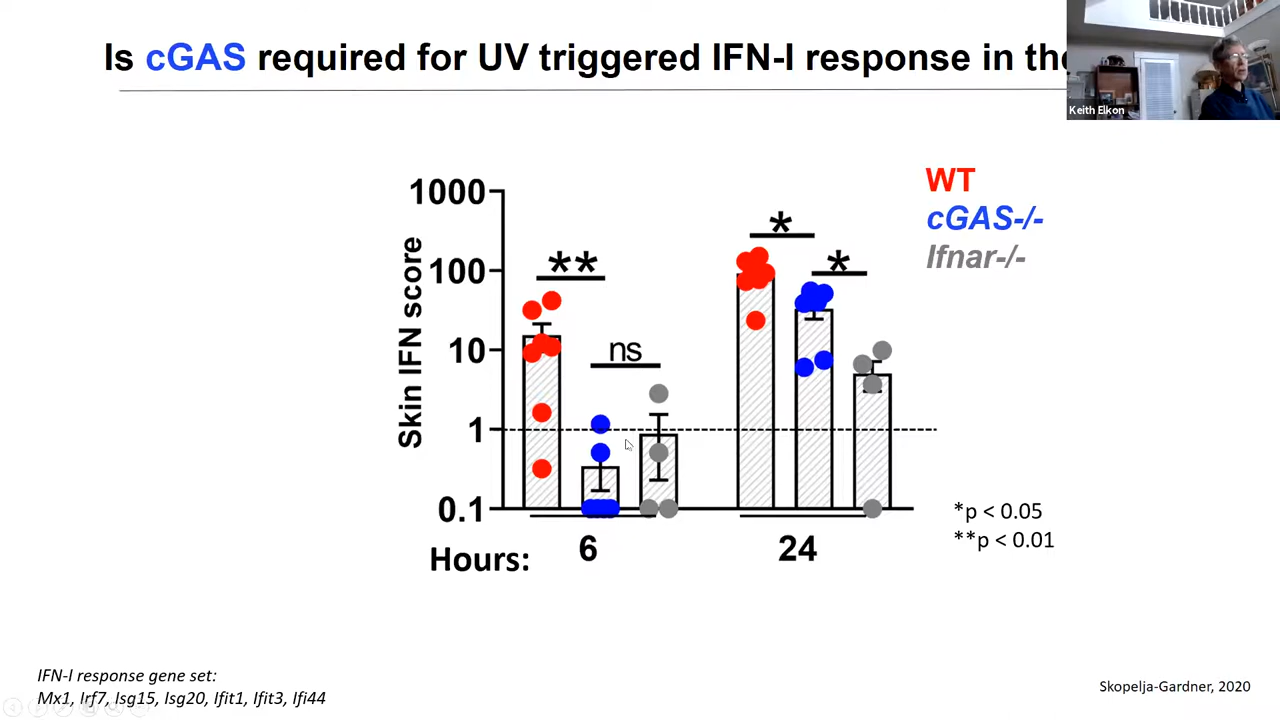 Is cGAS required for UV triggered IFN-I response in the
Keith Elkon
WT
cGAS-/-
Ifnar-/-
Skin IFN score
1000
100
10
1
0.1
**
ns
*
*
Hours:
6
24
*p < 0.05
**p < 0.01
IFN-I response gene set:
Mx1, Irf7, Isg15, Isg20, Ifit1, Ifit3, Ifi44
Skopelja-Gardner, 2020